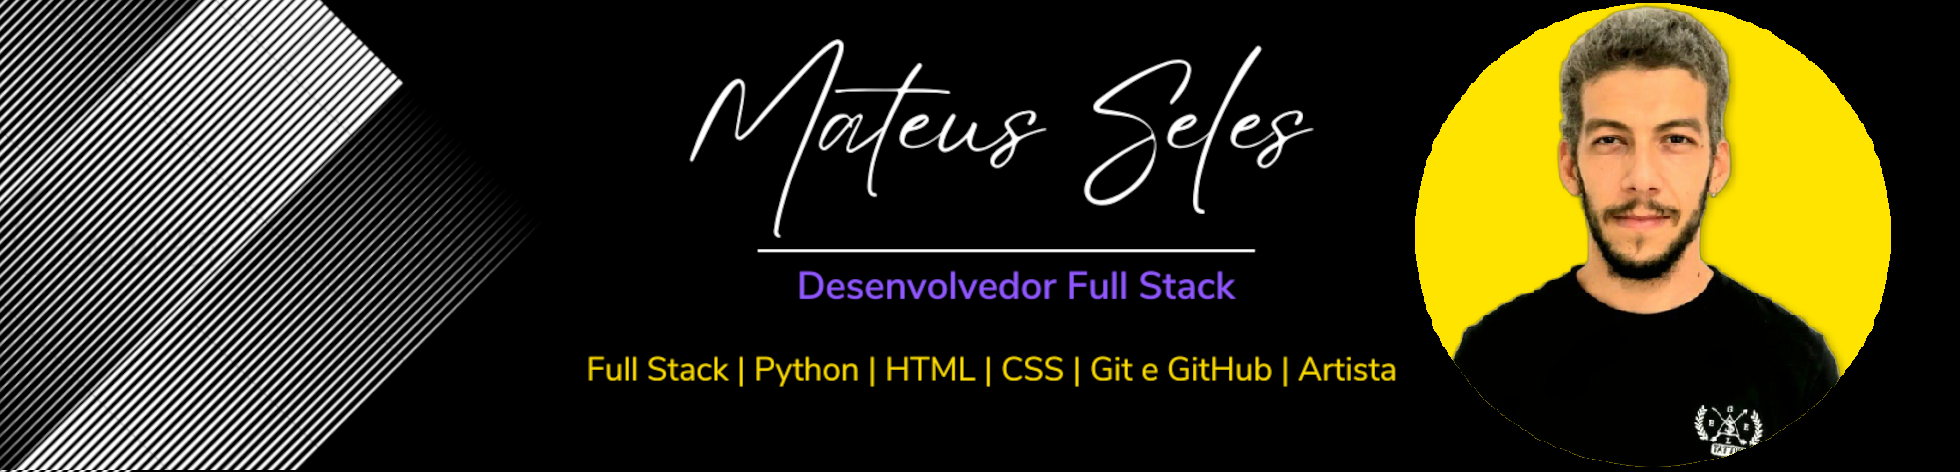 Mateus Seles
Desenvolvedor Full Stack
Full Stack | Python | HTML | CSS | Git e GitHub | Artista